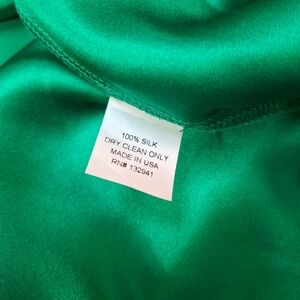 100% SILK
DRY CLEAN ONLY
MADE IN USA
RN# 132941